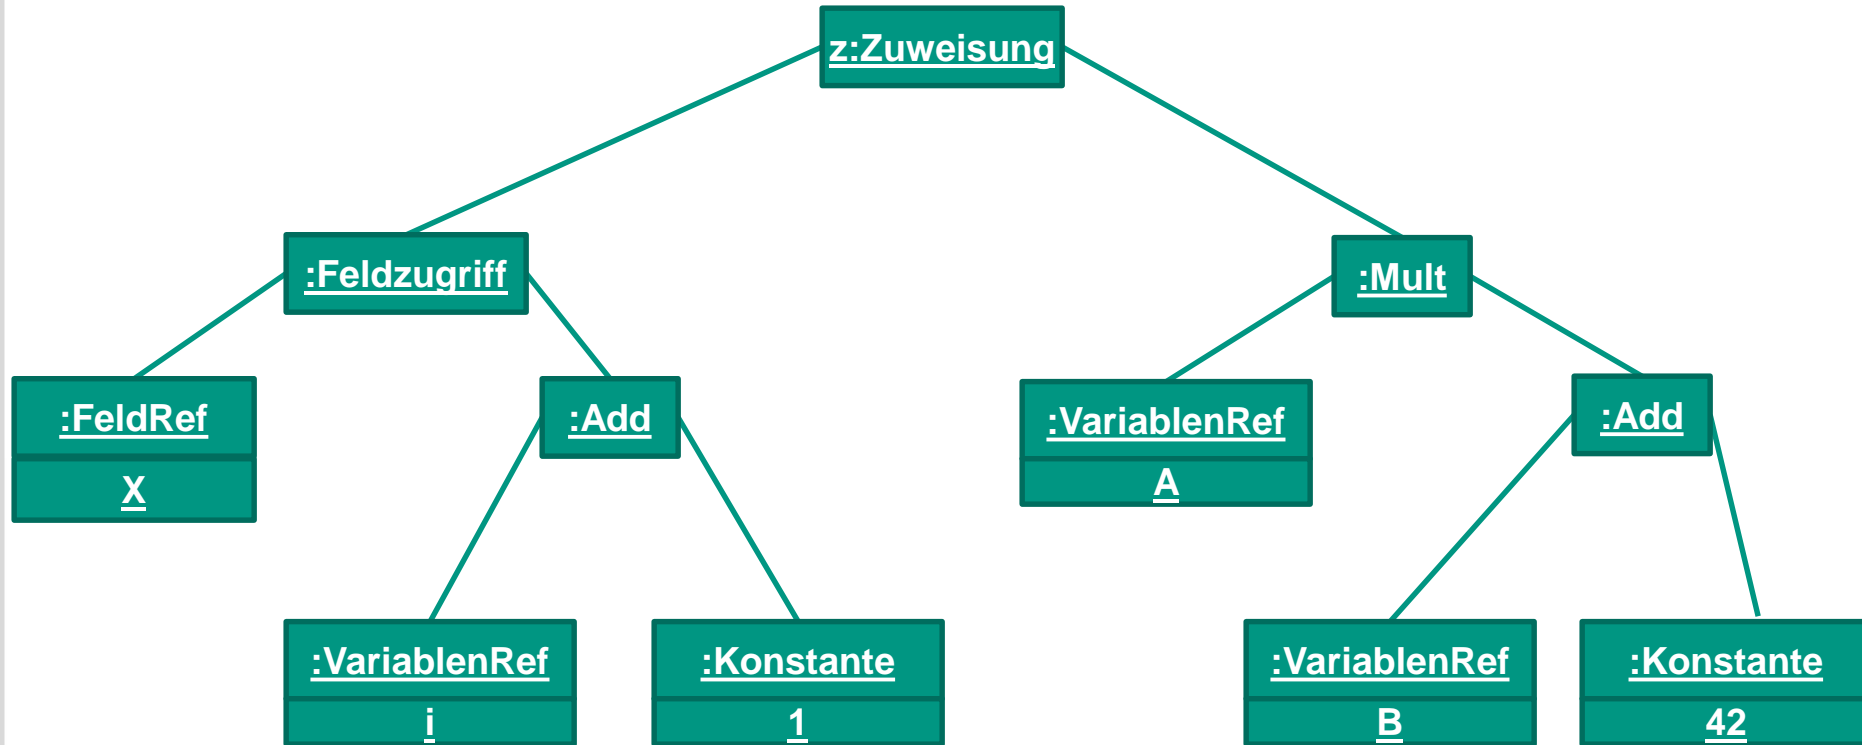 z:Zuweisung
:Feldzugriff
:Mult
:FeldRef
X
:Add
:VariablenRef
A
:Add
:VariablenRef
i
:Konstante
1
:VariablenRef
B
:Konstante
42